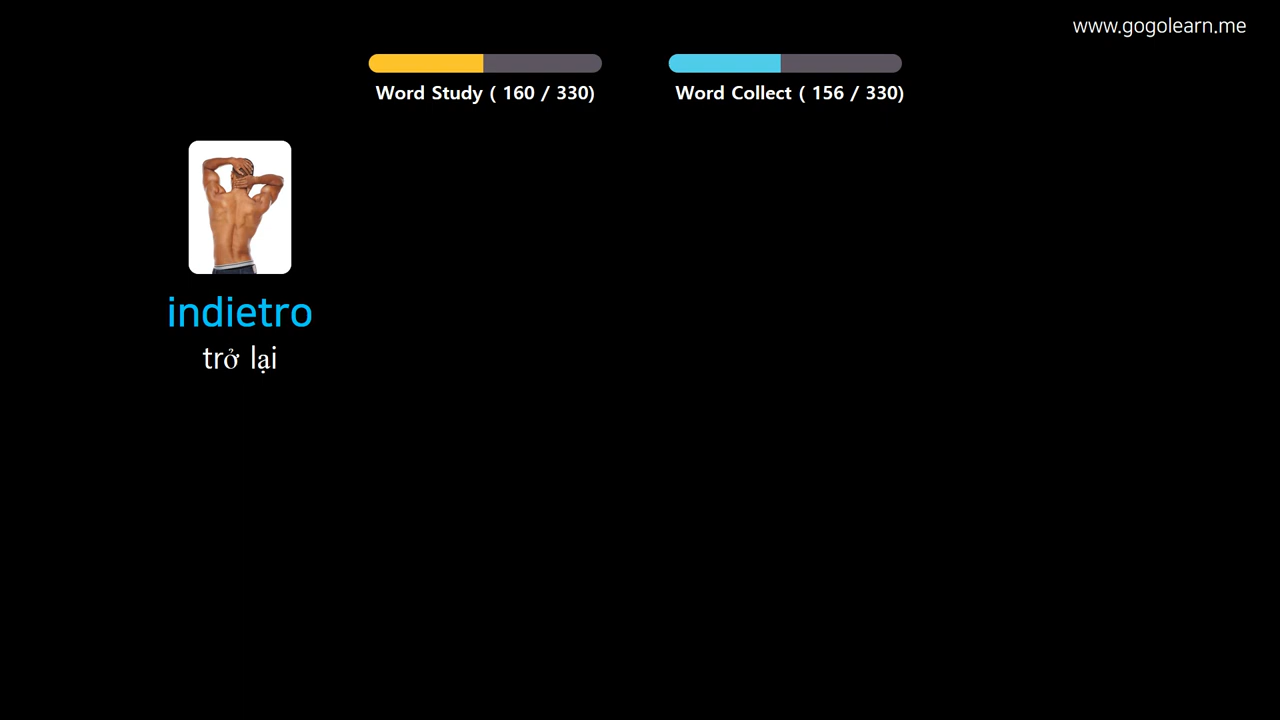 www.gogolearn.me
Word Study ( 160 / 330)
Word Collect ( 156 / 330)
indietro
trở lại